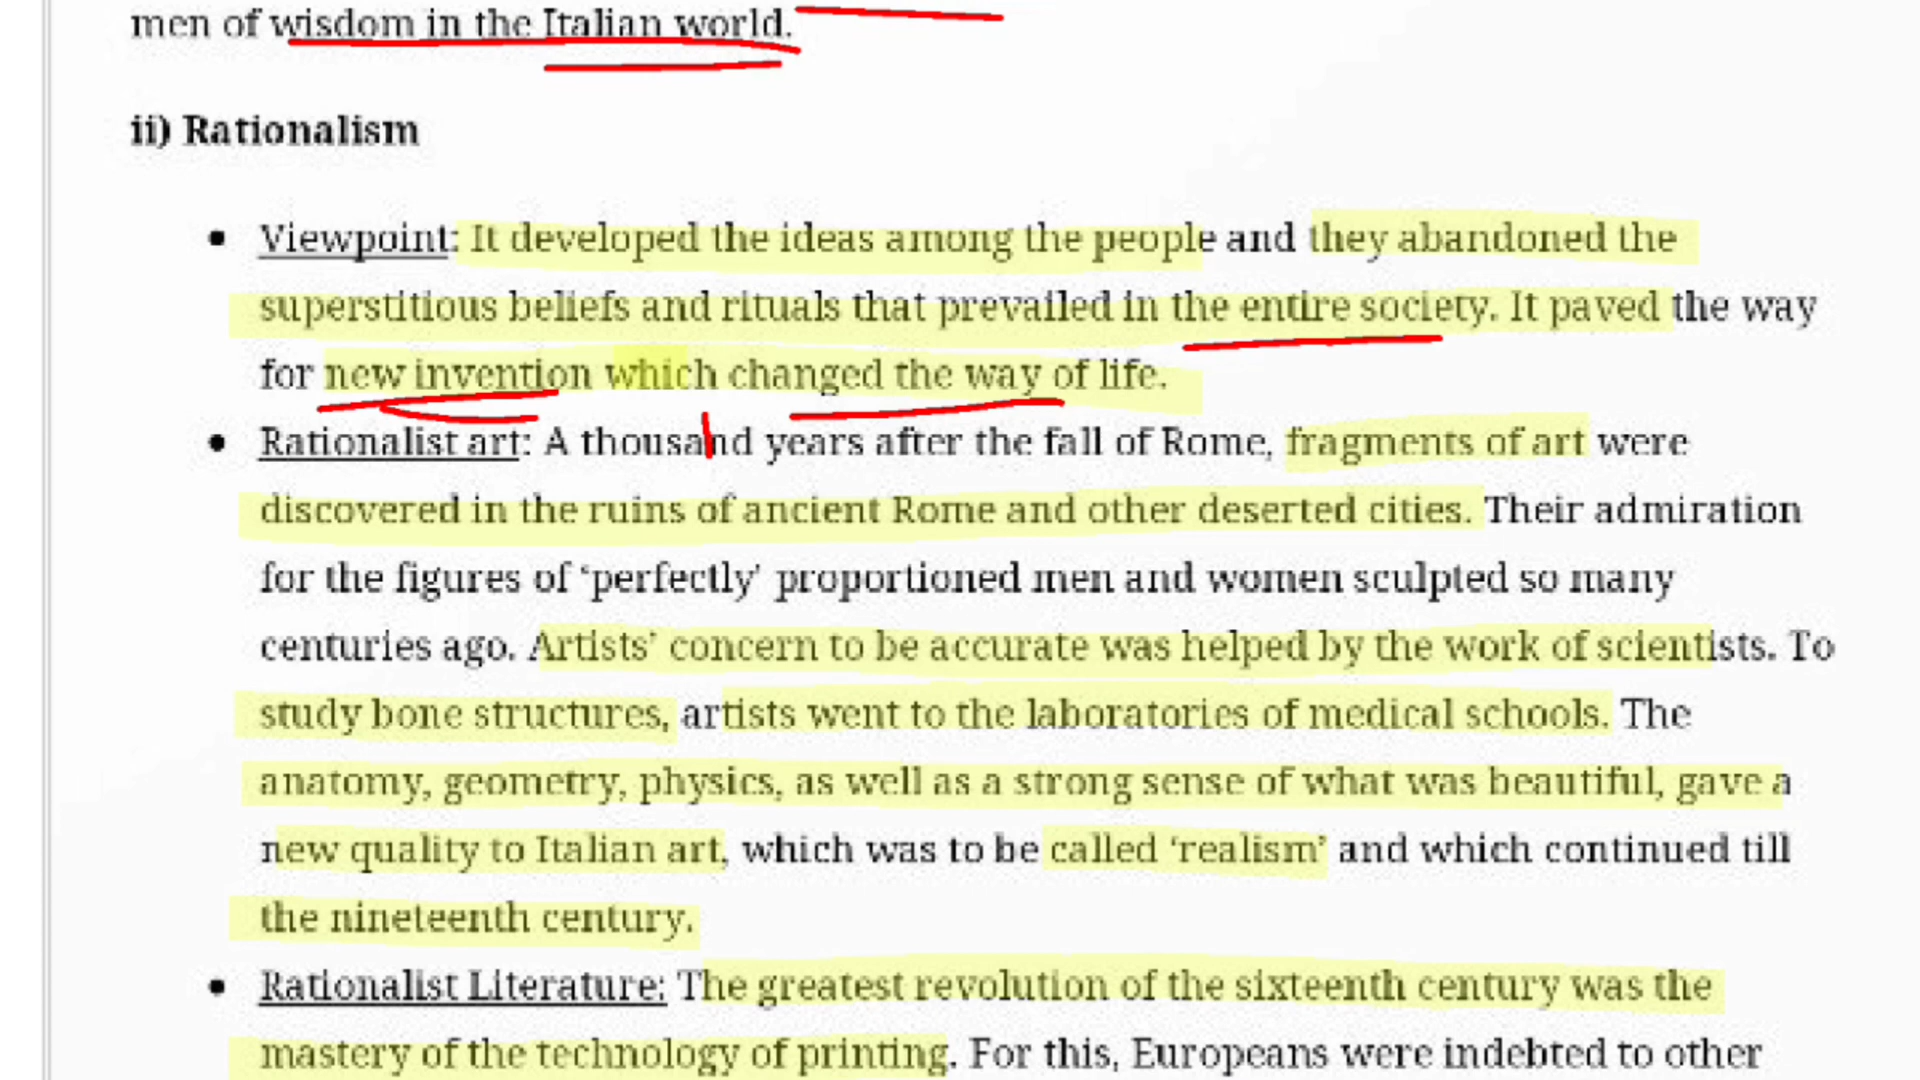 men of wisdom in the Italian world.
ii) Rationalism
• Viewpoint: It developed the ideas among the people and they abandoned the
superstitious beliefs and rituals that prevailed in the entire society. It paved the way
for new invention which changed the way of life.
• Rationalist art: A thousand years after the fall of Rome, fragments of art were
discovered in the ruins of ancient Rome and other deserted cities. Their admiration
for the figures of ‘perfectly’ proportioned men and women sculpted so many
centuries ago. Artists’ concern to be accurate was helped by the work of scientists. To
study bone structures, artists went to the laboratories of medical schools. The
anatomy, geometry, physics, as well as a strong sense of what was beautiful, gave a
new quality to Italian art, which was to be called ‘realism’ and which continued till
the nineteenth century.
• Rationalist Literature: The greatest revolution of the sixteenth century was the
mastery of the technology of printing. For this, Europeans were indebted to other